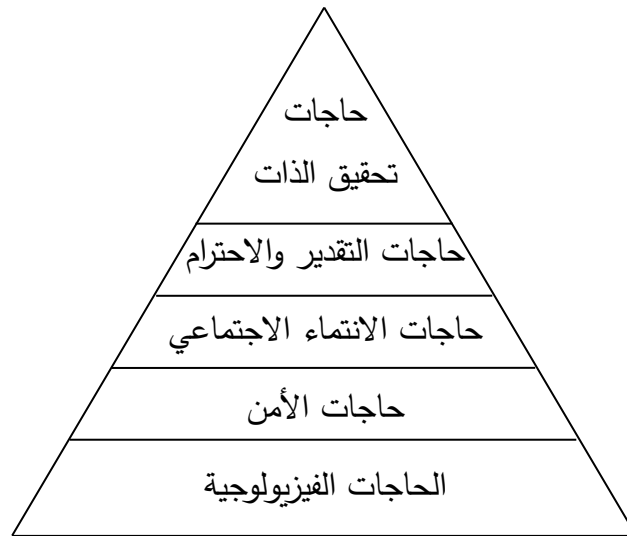 حاجات
تحقيق الذات
حاجات التقدير والاحترام
حاجات الانتماء الاجتماعي
حاجات الأمن
الحاجات الفيزيولوجية